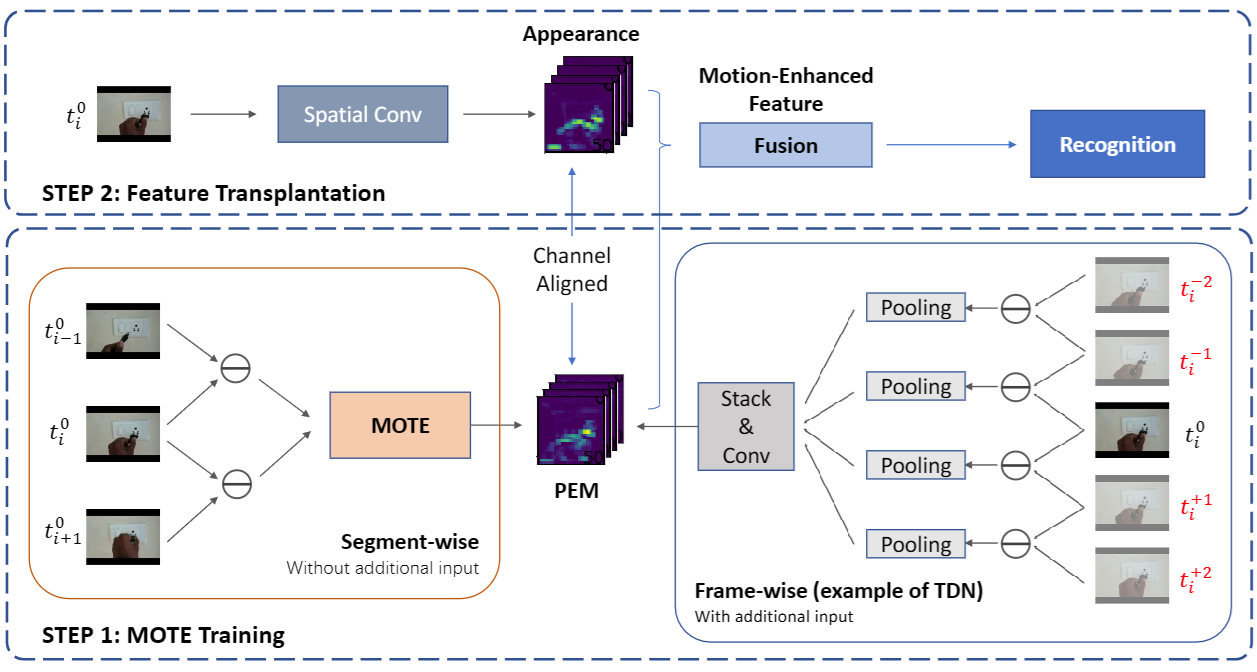 Appearance
Motion-Enhanced
Feature
t_i^0
Spatial Conv
50
Fusion
Recognition
STEP 2: Feature Transplantation
Channel
Aligned
t_{i-1}^0
t_i^0
t_{i+1}^0
MOTE
50
PEM
Segment-wise
Without additional input
Stack
&
Conv
Pooling
Pooling
Pooling
Pooling
t_i^{-2}
t_i^{-1}
t_i^0
t_i^{+1}
t_i^{+2}
Frame-wise (example of TDN)
With additional input
STEP 1: MOTE Training